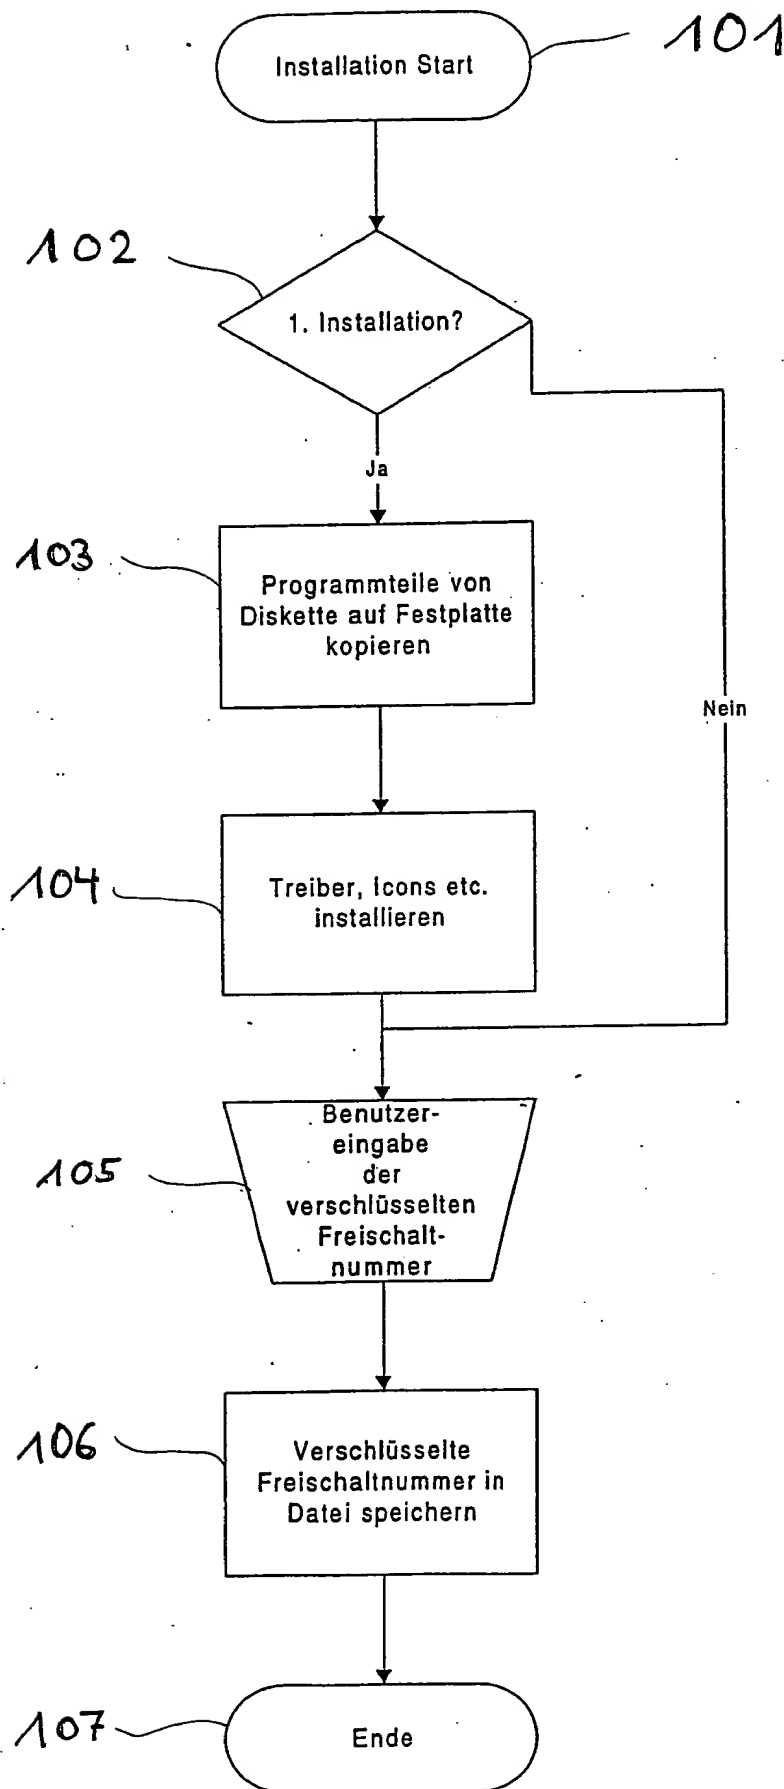 Installation Start
101
102
1. Installation?
Ja
103
Programmteile von
Diskette auf Festplatte
kopieren
Nein
104
Treiber, Icons etc.
installieren
105
Benutzer-
eingabe
der
verschlüsselten
Freischalt-
nummer
106
Verschlüsselte
Freischaltnummer in
Datei speichern
107
Ende